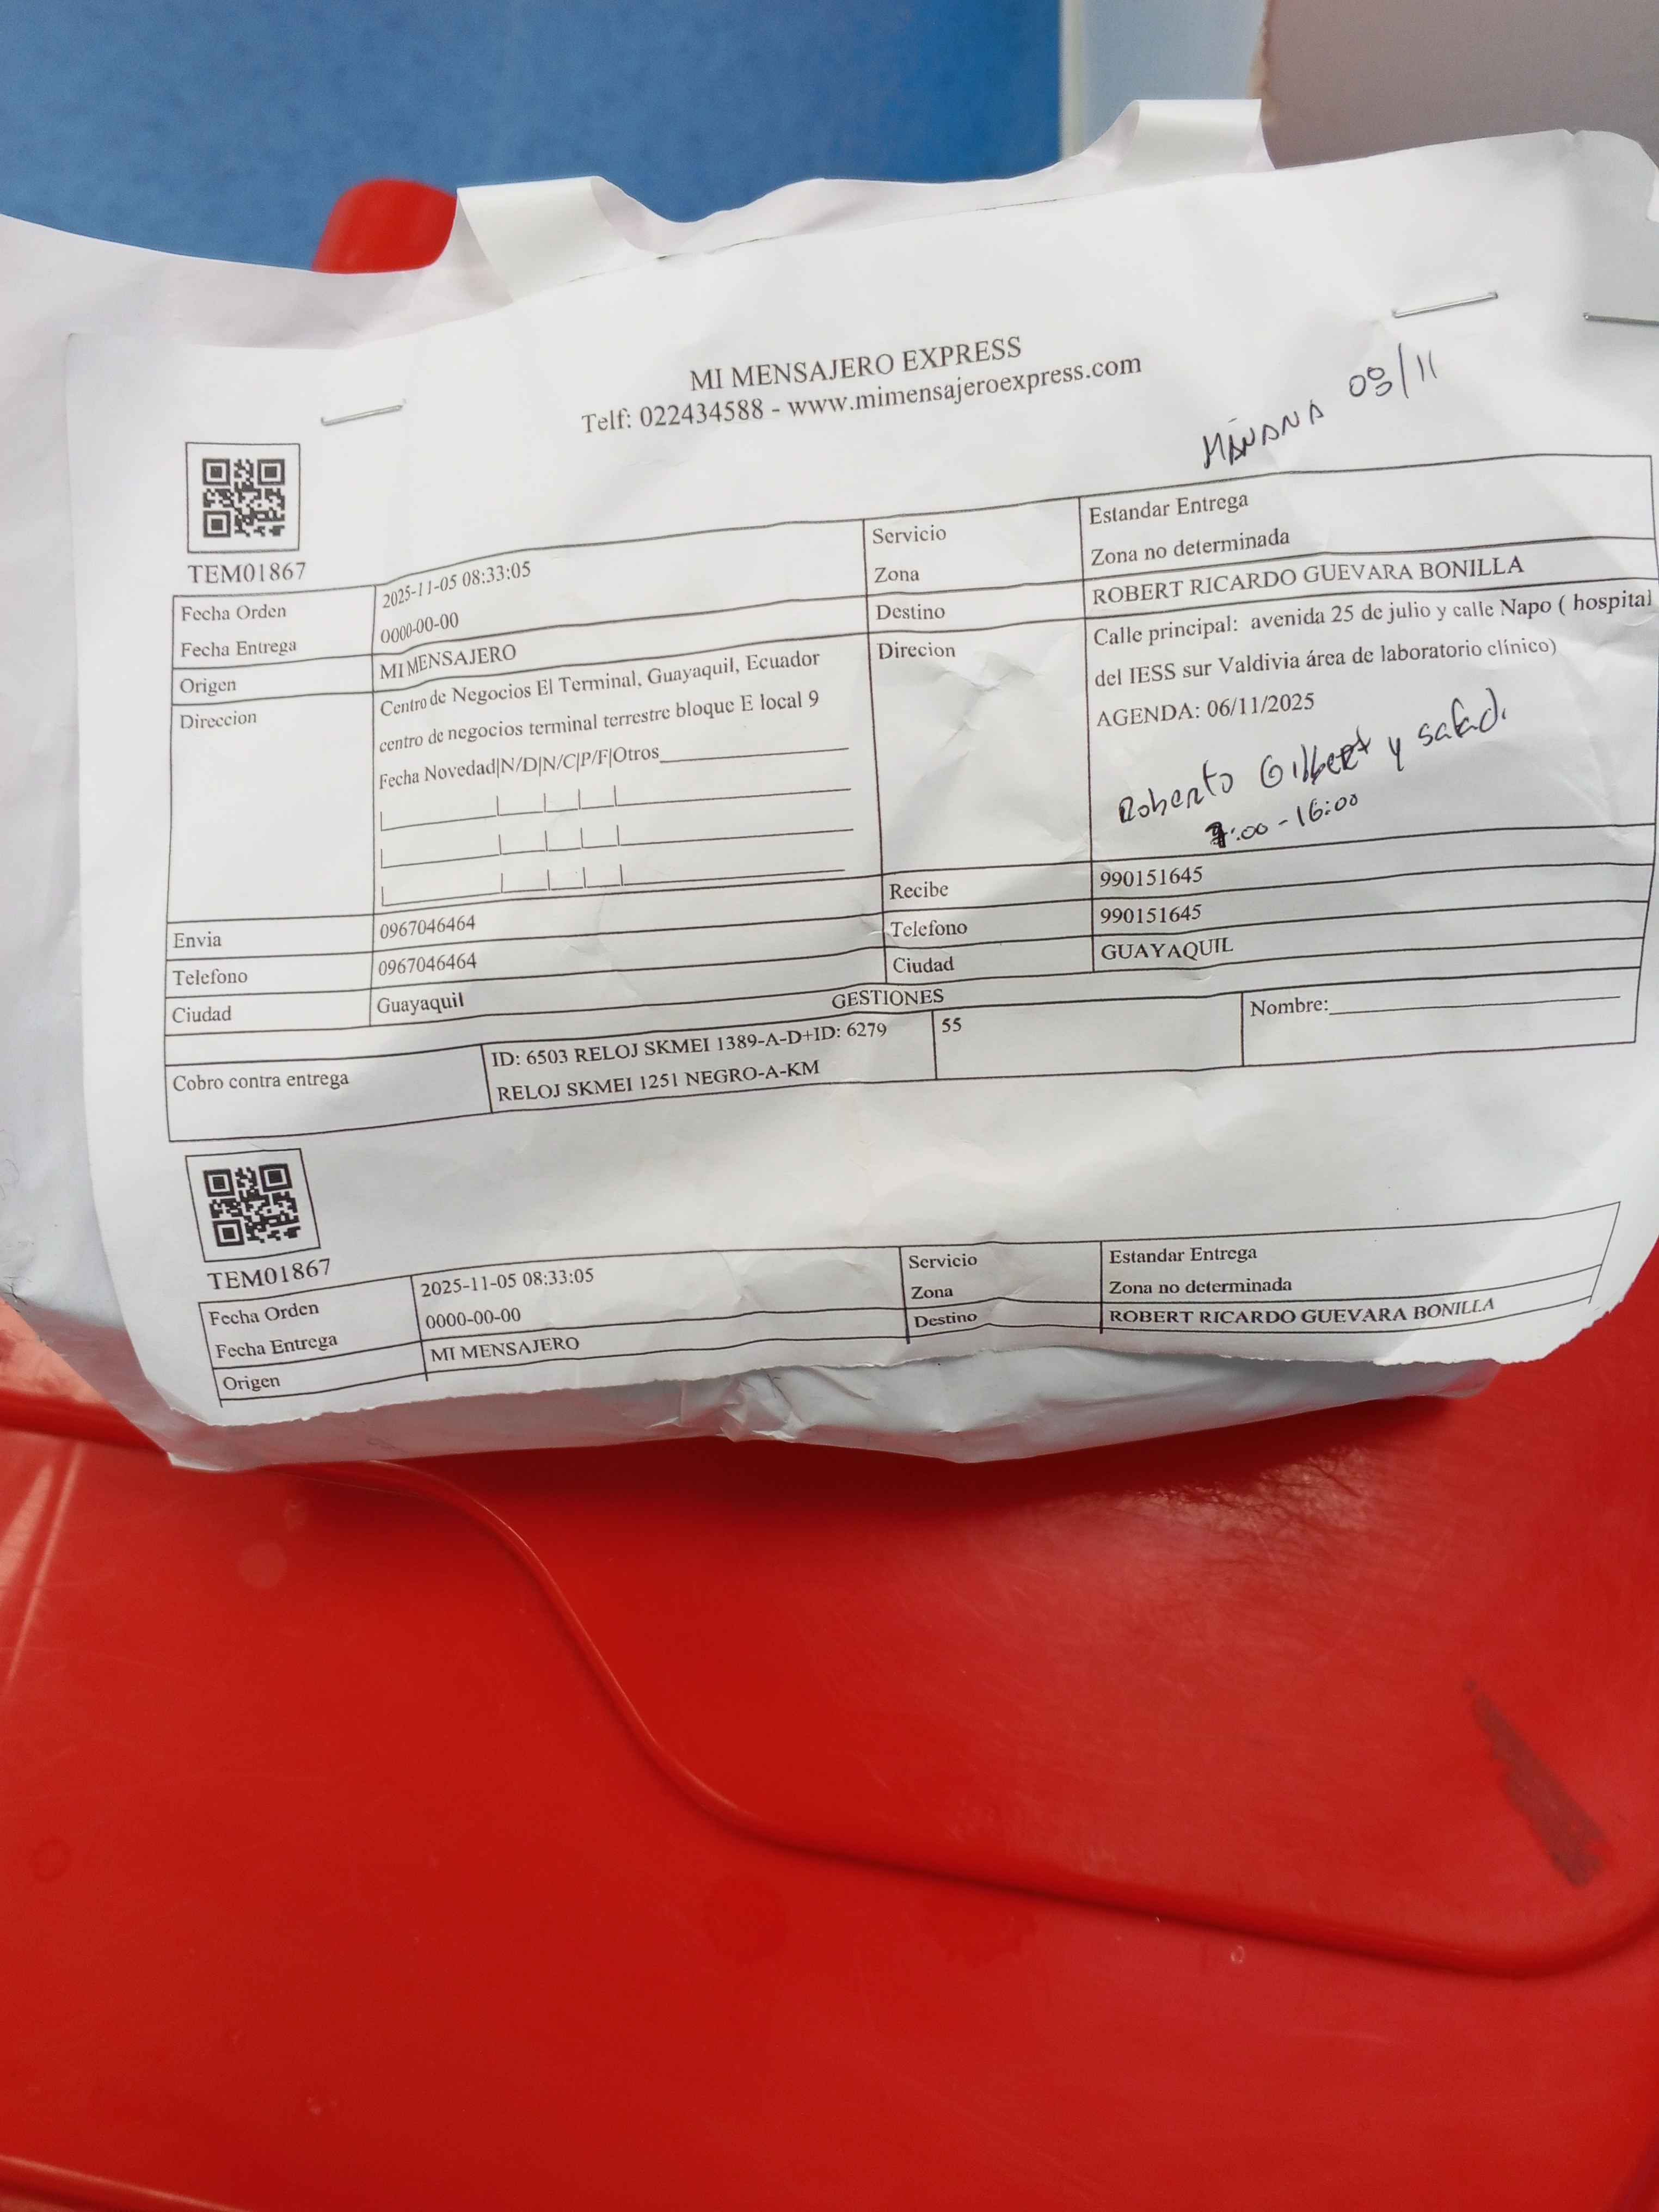 MI MENSAJERO EXPRESS
Telf: 022434588 - www.mimensajeroexpress.com
MAÑANA
TEM01867
Fecha Orden 2025-11-05 08:33:05
Fecha Entrega 0000-00-00
Origen MI MENSAJERO
Direccion Centro de Negocios El Terminal, Guayaquil, Ecuador
centro de negocios terminal terrestre bloque E local 9
Fecha Novedad|N/D|N/C|P/F|Otros
Envia 0967046464
Telefono 0967046464
Ciudad Guayaquil
Servicio Estandar Entrega
Zona Zona no determinada
Destino ROBERT RICARDO GUEVARA BONILLA
Direcion Calle principal: avenida 25 de julio y calle Napo ( hospital
del IESS sur Valdivia área de laboratorio clínico)
AGENDA: 06/11/2025
Roberto Gilbert y
:00 - 16:00
Recibe 990151645
Telefono 990151645
Ciudad GUAYAQUIL
GESTIONES
Cobro contra entrega
ID: 6503 RELOJ SKMEI 1389-A-D+ID: 6279
RELOJ SKMEI 1251 NEGRO-A-KM
55
Nombre:
TEM01867
Fecha Orden 2025-11-05 08:33:05
Fecha Entrega 0000-00-00
Origen MI MENSAJERO
Servicio Estandar Entrega
Zona Zona no determinada
Destino ROBERT RICARDO GUEVARA BONILLA